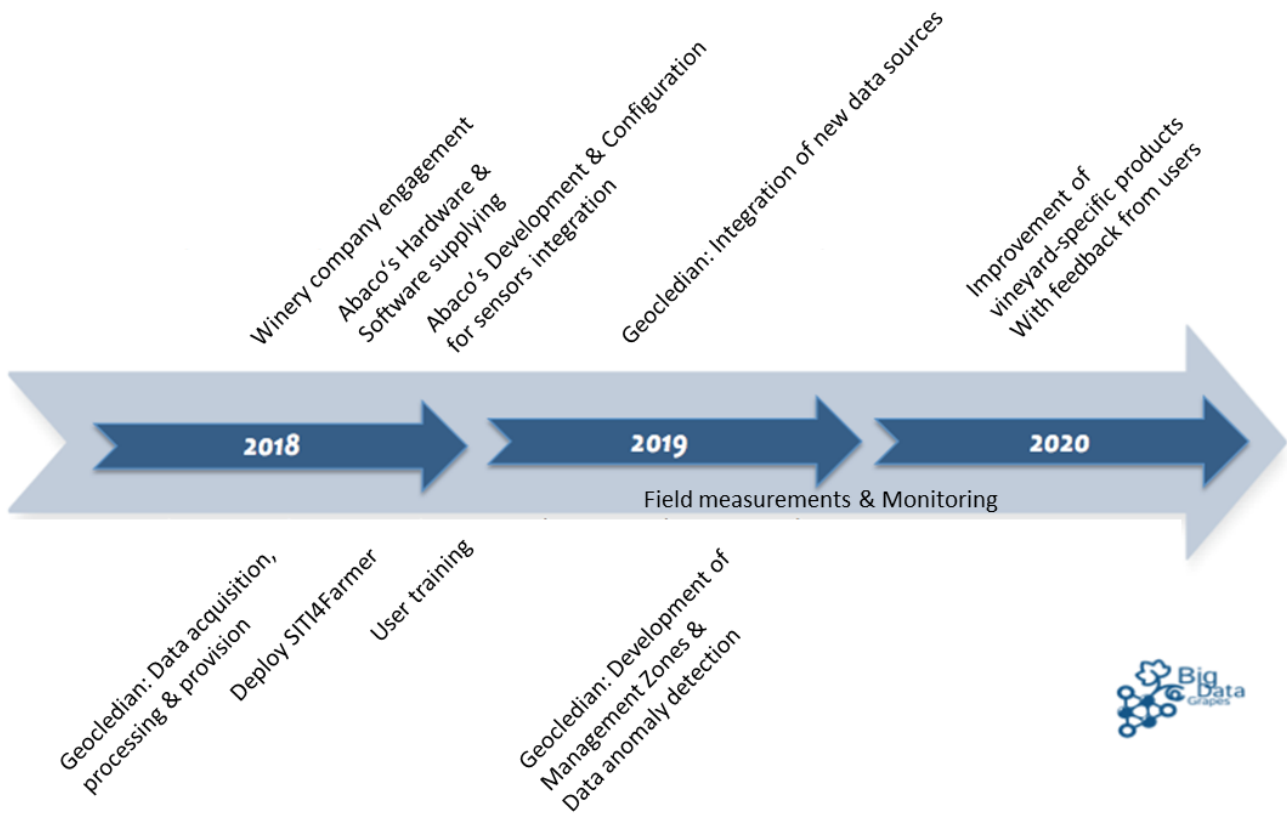 Winery company engagement
Abaco‘s Hardware &
Software supplying
Abaco’s Development & Configuration
for sensors integration
Geocledian: Integration of new data sources
Improvement of
vineyard-specific products
With feedback from users
2018
2019
2020
Field measurements & Monitoring
Geocledian: Data acquisition,
processing & provision
Deploy SITI4Farmer
User training
Geocledian: Development of
Management Zones &
Data anomaly detection
Big
Data
Grapes